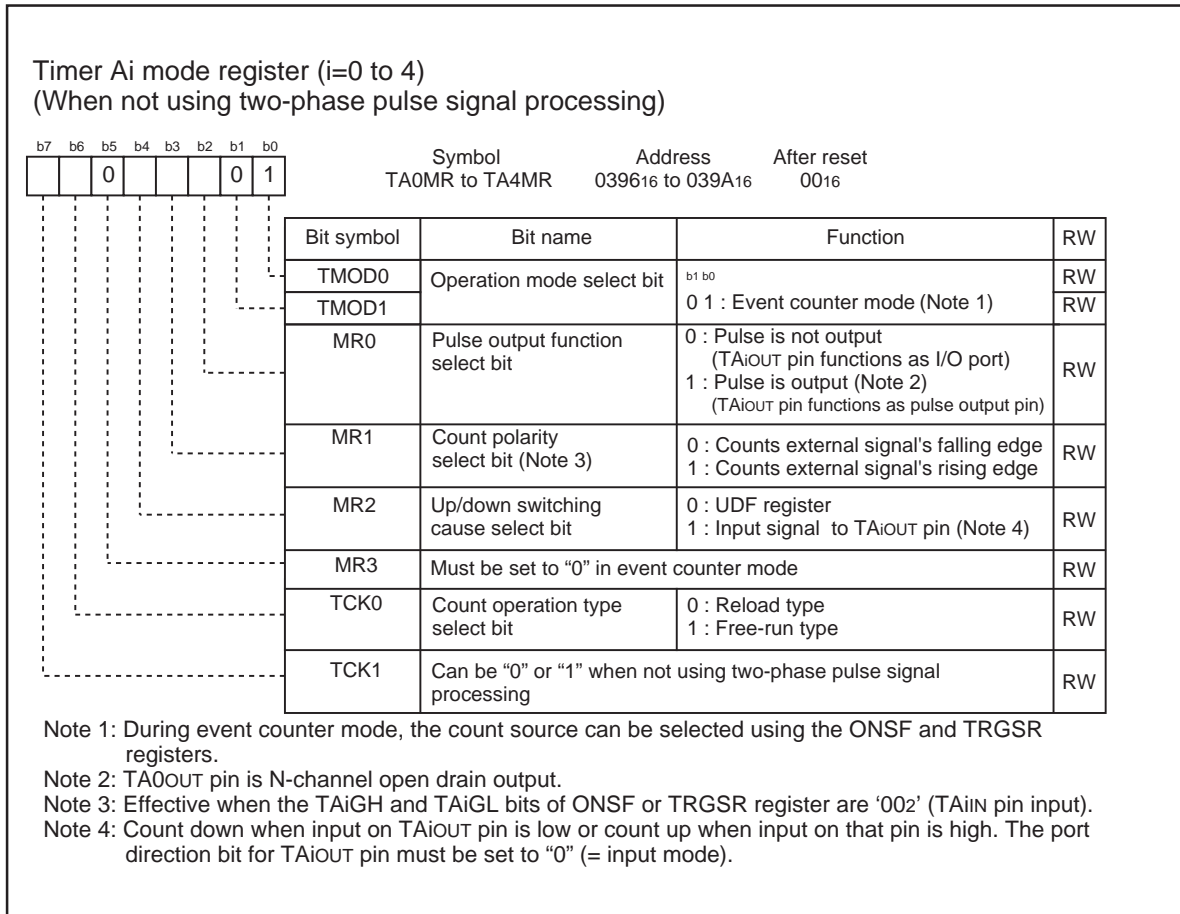 Timer Ai mode register (i=0 to 4)
(When not using two-phase pulse signal processing)
b7 b6 b5 b4 b3 b2 b1 b0
0 0 1
Symbol Address After reset
TA0MR to TA4MR 039616 to 039A16 0016
Bit symbol Bit name Function RW
TMOD0 Operation mode select bit b1 b0 RW
TMOD1 0 1 : Event counter mode (Note 1) RW
MR0 Pulse output function select bit 0 : Pulse is not output
(TAiOUT pin functions as I/O port)
1 : Pulse is output (Note 2)
(TAiOUT pin functions as pulse output pin) RW
MR1 Count polarity select bit (Note 3) 0 : Counts external signal's falling edge
1 : Counts external signal's rising edge RW
MR2 Up/down switching cause select bit 0 : UDF register
1 : Input signal to TAiOUT pin (Note 4) RW
MR3 Must be set to “0” in event counter mode RW
TCK0 Count operation type select bit 0 : Reload type
1 : Free-run type RW
TCK1 Can be “0” or “1” when not using two-phase pulse signal
processing RW
Note 1: During event counter mode, the count source can be selected using the ONSF and TRGSR
registers.
Note 2: TA0OUT pin is N-channel open drain output.
Note 3: Effective when the TAiGH and TAiGL bits of ONSF or TRGSR register are ‘002’ (TAiIN pin input).
Note 4: Count down when input on TAiOUT pin is low or count up when input on that pin is high. The port
direction bit for TAiOUT pin must be set to “0” (= input mode).